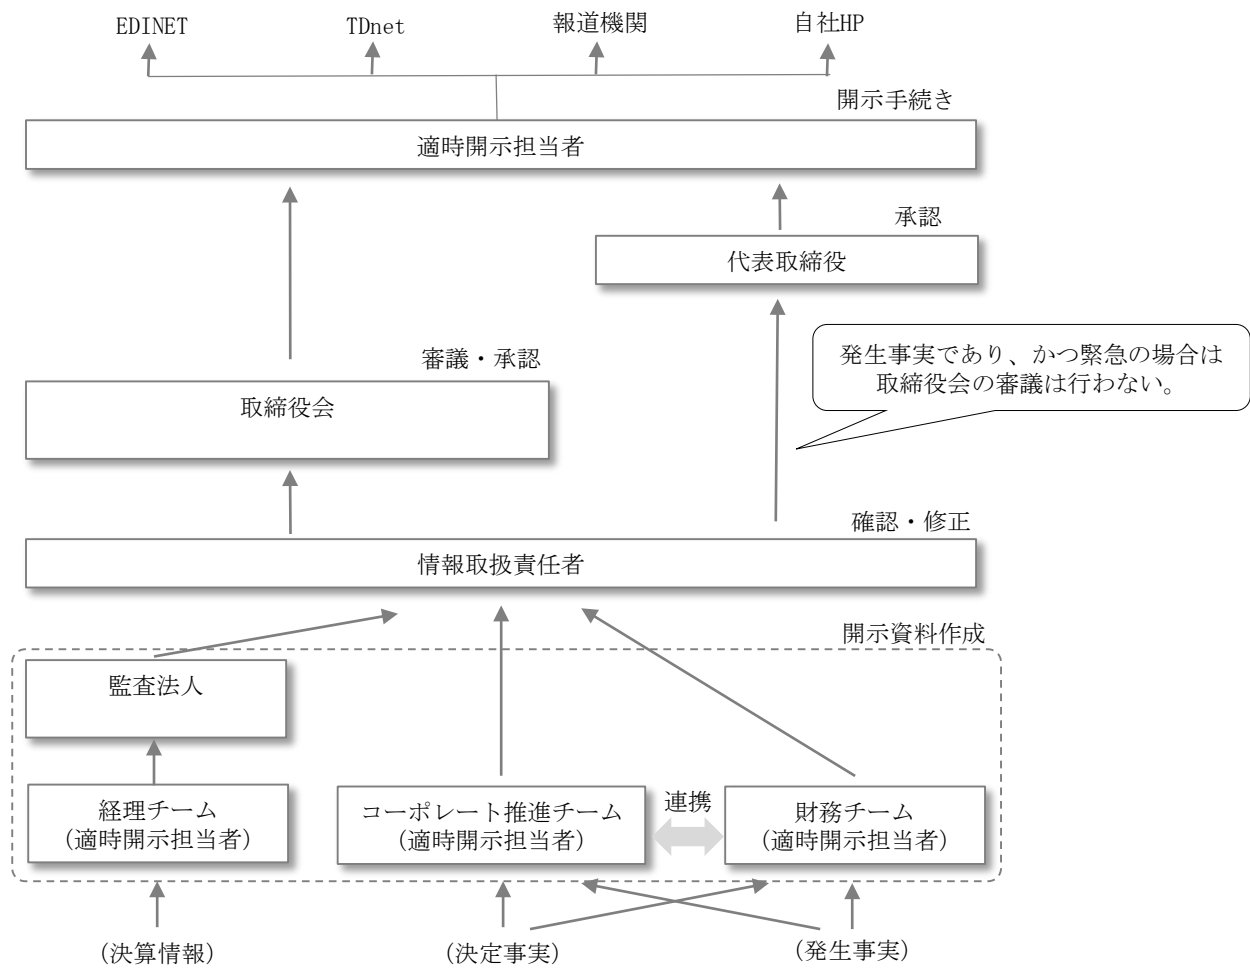 EDINET
TDnet
報道機関
自社HP
開示手続き
適時開示担当者
承認
代表取締役
発生事実であり、かつ緊急の場合は
取締役会の審議は行わない。
審議・承認
取締役会
確認・修正
情報取扱責任者
開示資料作成
監査法人
経理チーム
(適時開示担当者)
コーポレート推進チーム
(適時開示担当者)
連携
財務チーム
(適時開示担当者)
(決算情報)
(決定事実)
(発生事実)